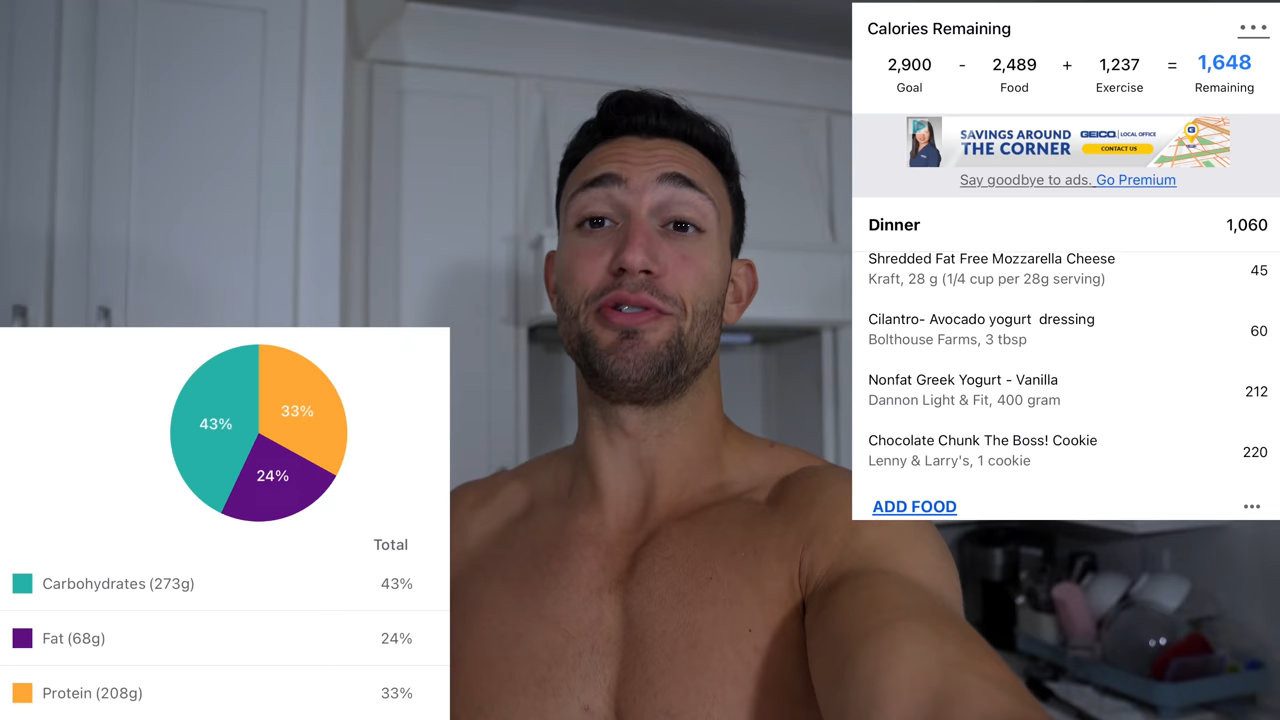 Calories Remaining
2,900 - 2,489 + 1,237 = 1,648
Goal Food Exercise Remaining
SAVINGS AROUND
THE CORNER
GEICO. LOCAL OFFICE
CONTACT US
Say goodbye to ads. Go Premium
Dinner 1,060
Shredded Fat Free Mozzarella Cheese
Kraft, 28 g (1/4 cup per 28g serving)
45
Cilantro- Avocado yogurt dressing
Bolthouse Farms, 3 tbsp
60
Nonfat Greek Yogurt - Vanilla
Dannon Light & Fit, 400 gram
212
Chocolate Chunk The Boss! Cookie
Lenny & Larry's, 1 cookie
220
ADD FOOD
43%
33%
24%
Total
Carbohydrates (273g) 43%
Fat (68g) 24%
Protein (208g) 33%